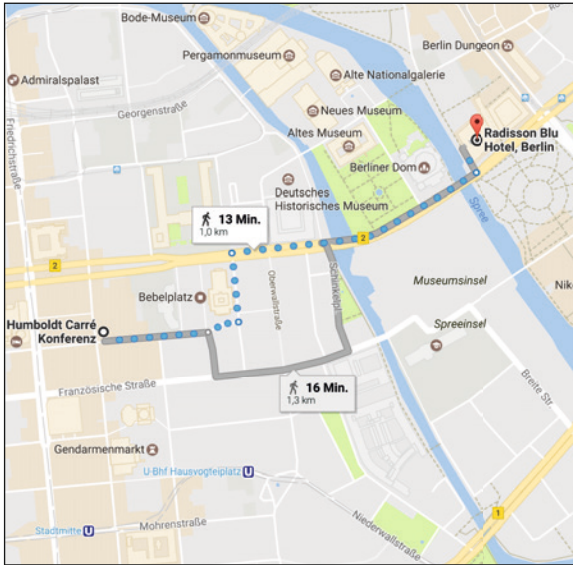 Bode-Museum
Pergamonmuseum
Berlin Dungeon
Admiralspalast
Alte Nationalgalerie
Georgenstraße
Neues Museum
Friedrichstraße
Altes Museum
Radisson Blu
Hotel, Berlin
Berliner Dom
Deutsches
Historisches Museum
13 Min.
1,0 km
Spree
2
2
Schinkelpl.
Oberwallstraße
Museumsinsel
Bebelplatz
Niko
Humboldt Carré
Konferenz
Spreeinsel
Französische Straße
16 Min.
1,3 km
Breite Str
Gendarmenmarkt
U-Bhf Hausvogteiplatz
U
1
Stadtmitte
U
Mohrenstraße
Niederwallstraße